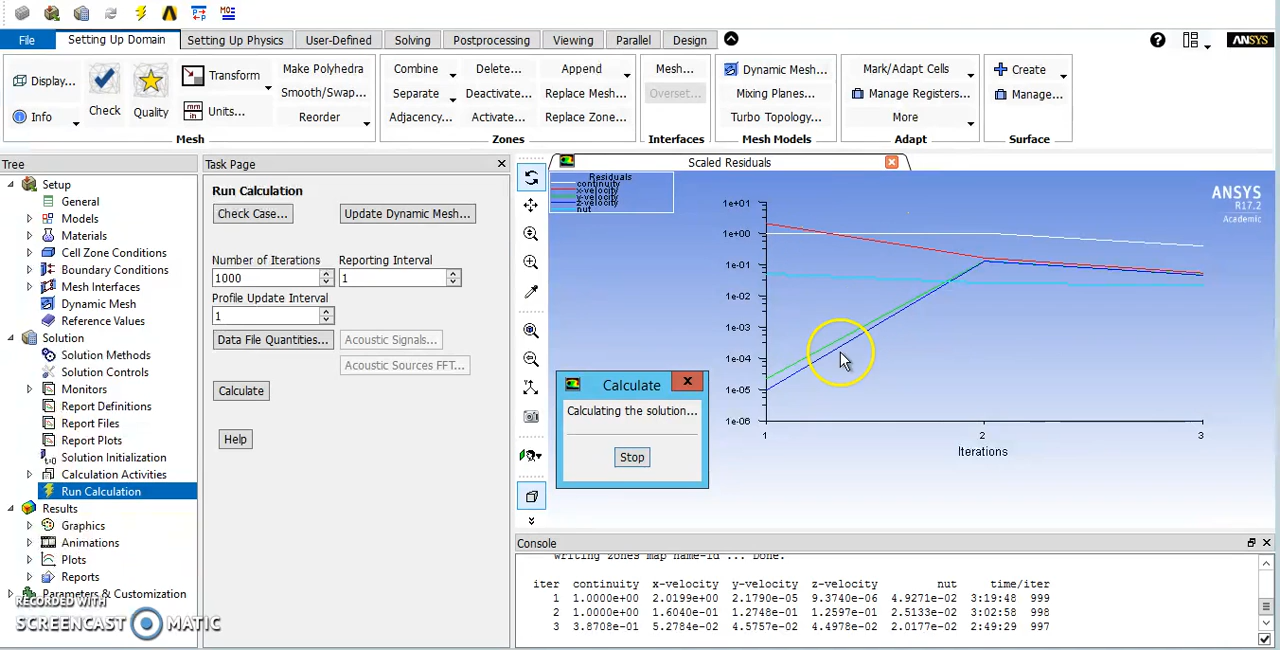 File
Setting Up Domain
Setting Up Physics
User-Defined
Solving
Postprocessing
Viewing
Parallel
Design
ANSYS
Display...
Info
Check
Quality
Transform
Units...
Make Polyhedra
Smooth/Swap...
Reorder
Mesh
Combine
Separate
Adjacency...
Delete...
Deactivate...
Activate...
Append
Replace Mesh...
Replace Zone...
Zones
Mesh...
Overset...
Interfaces
Dynamic Mesh...
Mixing Planes...
Turbo Topology...
Mesh Models
Mark/Adapt Cells
Manage Registers...
More
Adapt
Create
Manage...
Surface
Tree
Setup
General
Models
Materials
Cell Zone Conditions
Boundary Conditions
Mesh Interfaces
Dynamic Mesh
Reference Values
Solution
Solution Methods
Solution Controls
Monitors
Report Definitions
Report Files
Report Plots
Solution Initialization
Calculation Activities
Run Calculation
Results
Graphics
Animations
Plots
Reports
Parameters & Customization
RECORDED WITH
SCREENCAST MATIC
Task Page
Run Calculation
Check Case...
Update Dynamic Mesh...
Number of Iterations
Reporting Interval
1000
1
Profile Update Interval
1
Data File Quantities...
Acoustic Signals...
Acoustic Sources FFT...
Calculate
Help
Scaled Residuals
Residuals
continuity
x-velocity
y-velocity
z-velocity
nut
ANSYS
R17.2
Academic
1e+01
1e+00
1e-01
1e-02
1e-03
1e-04
1e-05
1e-06
1 2 3
Iterations
Calculate
Calculating the solution...
Stop
Console
writing zones map name-id ... Done.
iter continuity x-velocity y-velocity z-velocity nut time/iter
1 1.0000e+00 2.0199e+00 2.1790e-05 9.3740e-06 4.9271e-02 3:19:48 999
2 1.0000e+00 1.6040e-01 1.2748e-01 1.2597e-01 2.5133e-02 3:02:58 998
3 3.8708e-01 5.2784e-02 4.5757e-02 4.4978e-02 2.0177e-02 2:49:29 997